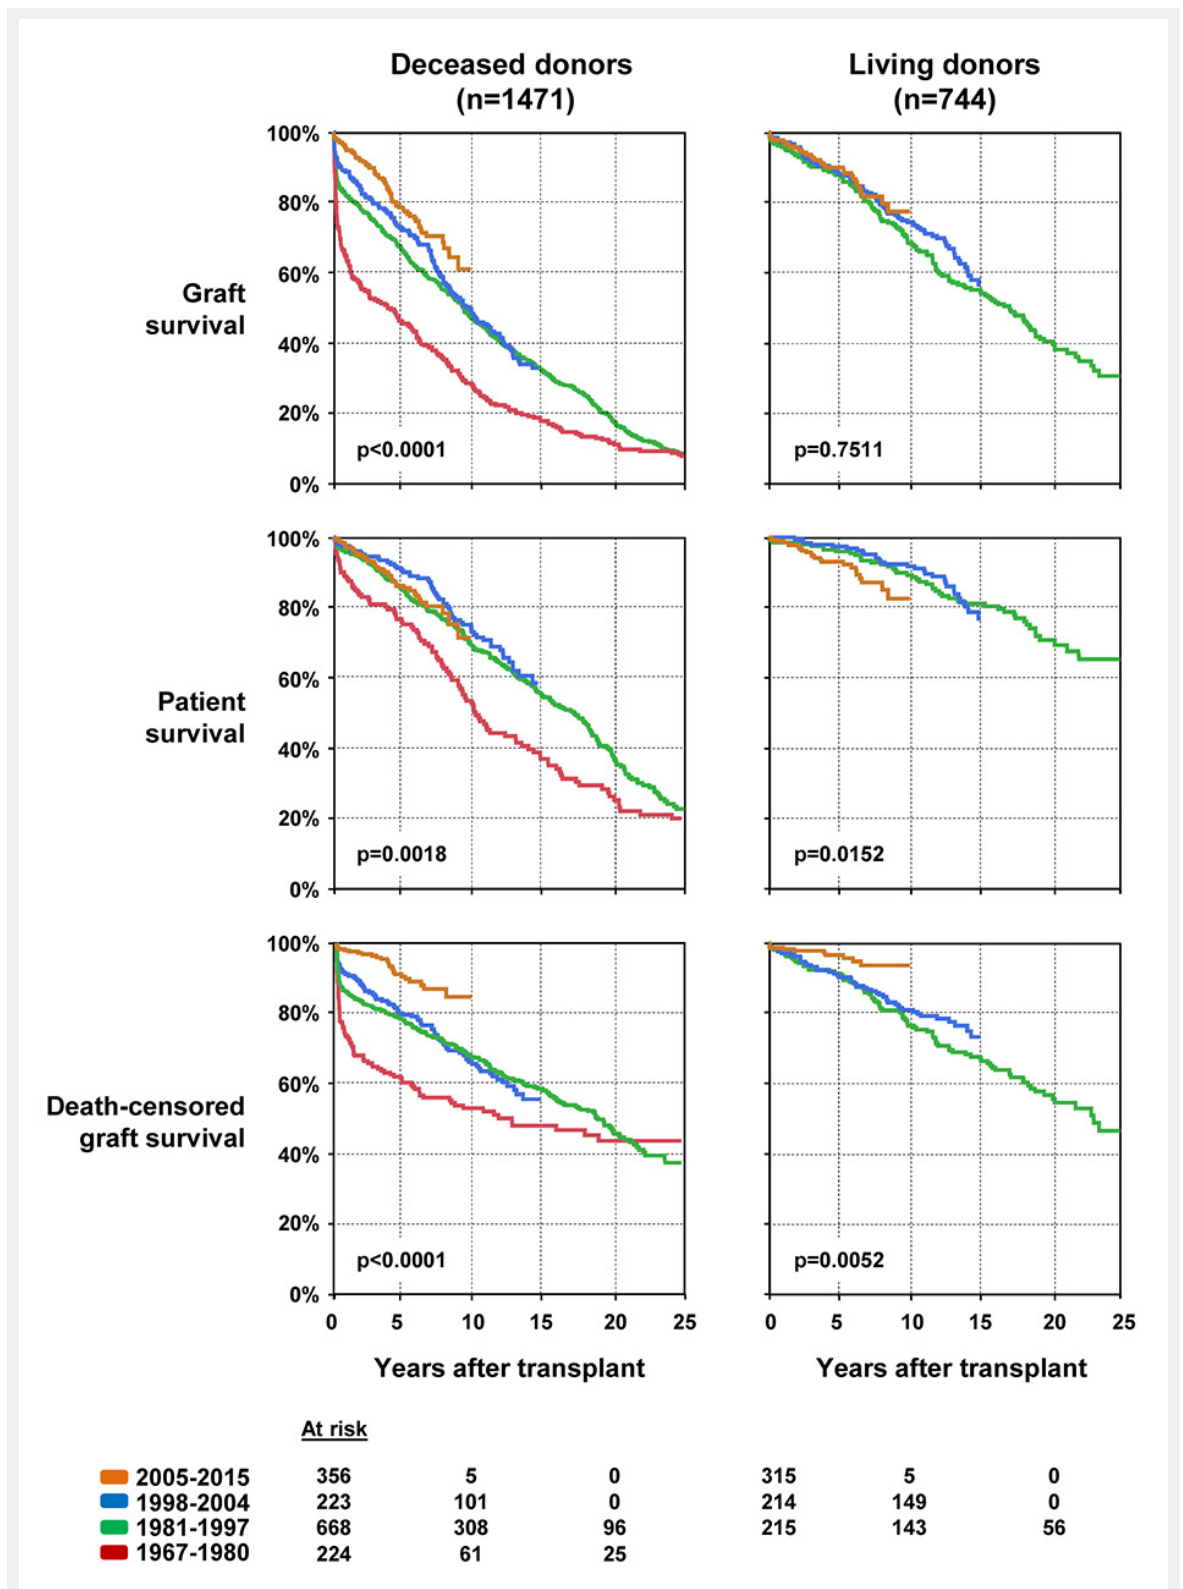 Deceased donors
(n=1471)
Living donors
(n=744)
Graft
survival
100%
80%
60%
40%
20%
0%
p<0.0001
p=0.7511
Patient
survival
100%
80%
60%
40%
20%
0%
p=0.0018
p=0.0152
Death-censored
graft survival
100%
80%
60%
40%
20%
0%
p<0.0001
p=0.0052
0 5 10 15 20 25
0 5 10 15 20 25
Years after transplant
Years after transplant
At risk
2005-2015 356 5 0 315 5 0
1998-2004 223 101 0 214 149 0
1981-1997 668 308 96 215 143 56
1967-1980 224 61 25